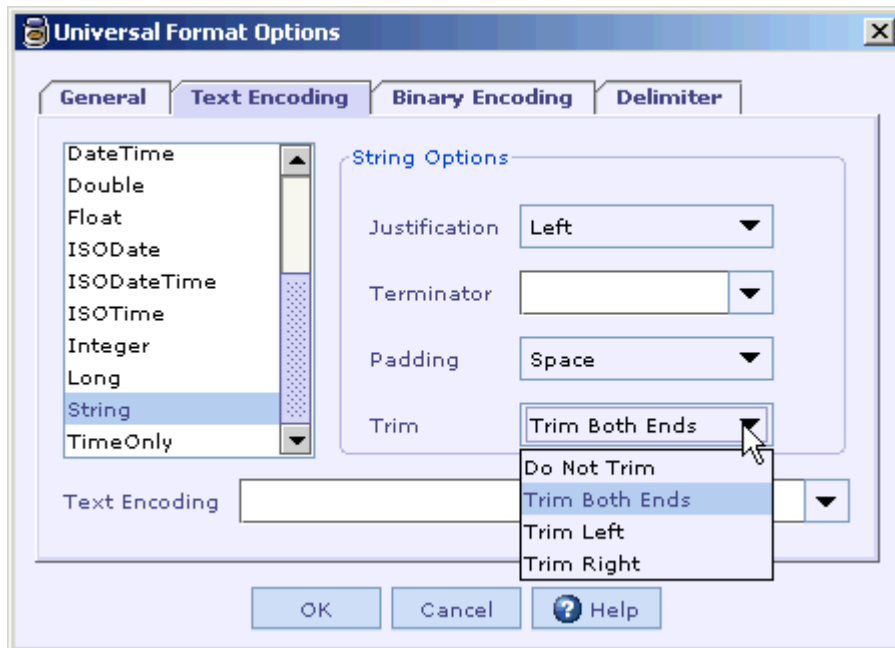 Universal Format Options
General Text Encoding Binary Encoding Delimiter
DateTime
Double
Float
ISODate
ISODateTime
ISOTime
Integer
Long
String
TimeOnly
String Options
Justification Left
Terminator
Padding Space
Trim Trim Both Ends
Do Not Trim
Trim Both Ends
Trim Left
Trim Right
Text Encoding
OK Cancel Help